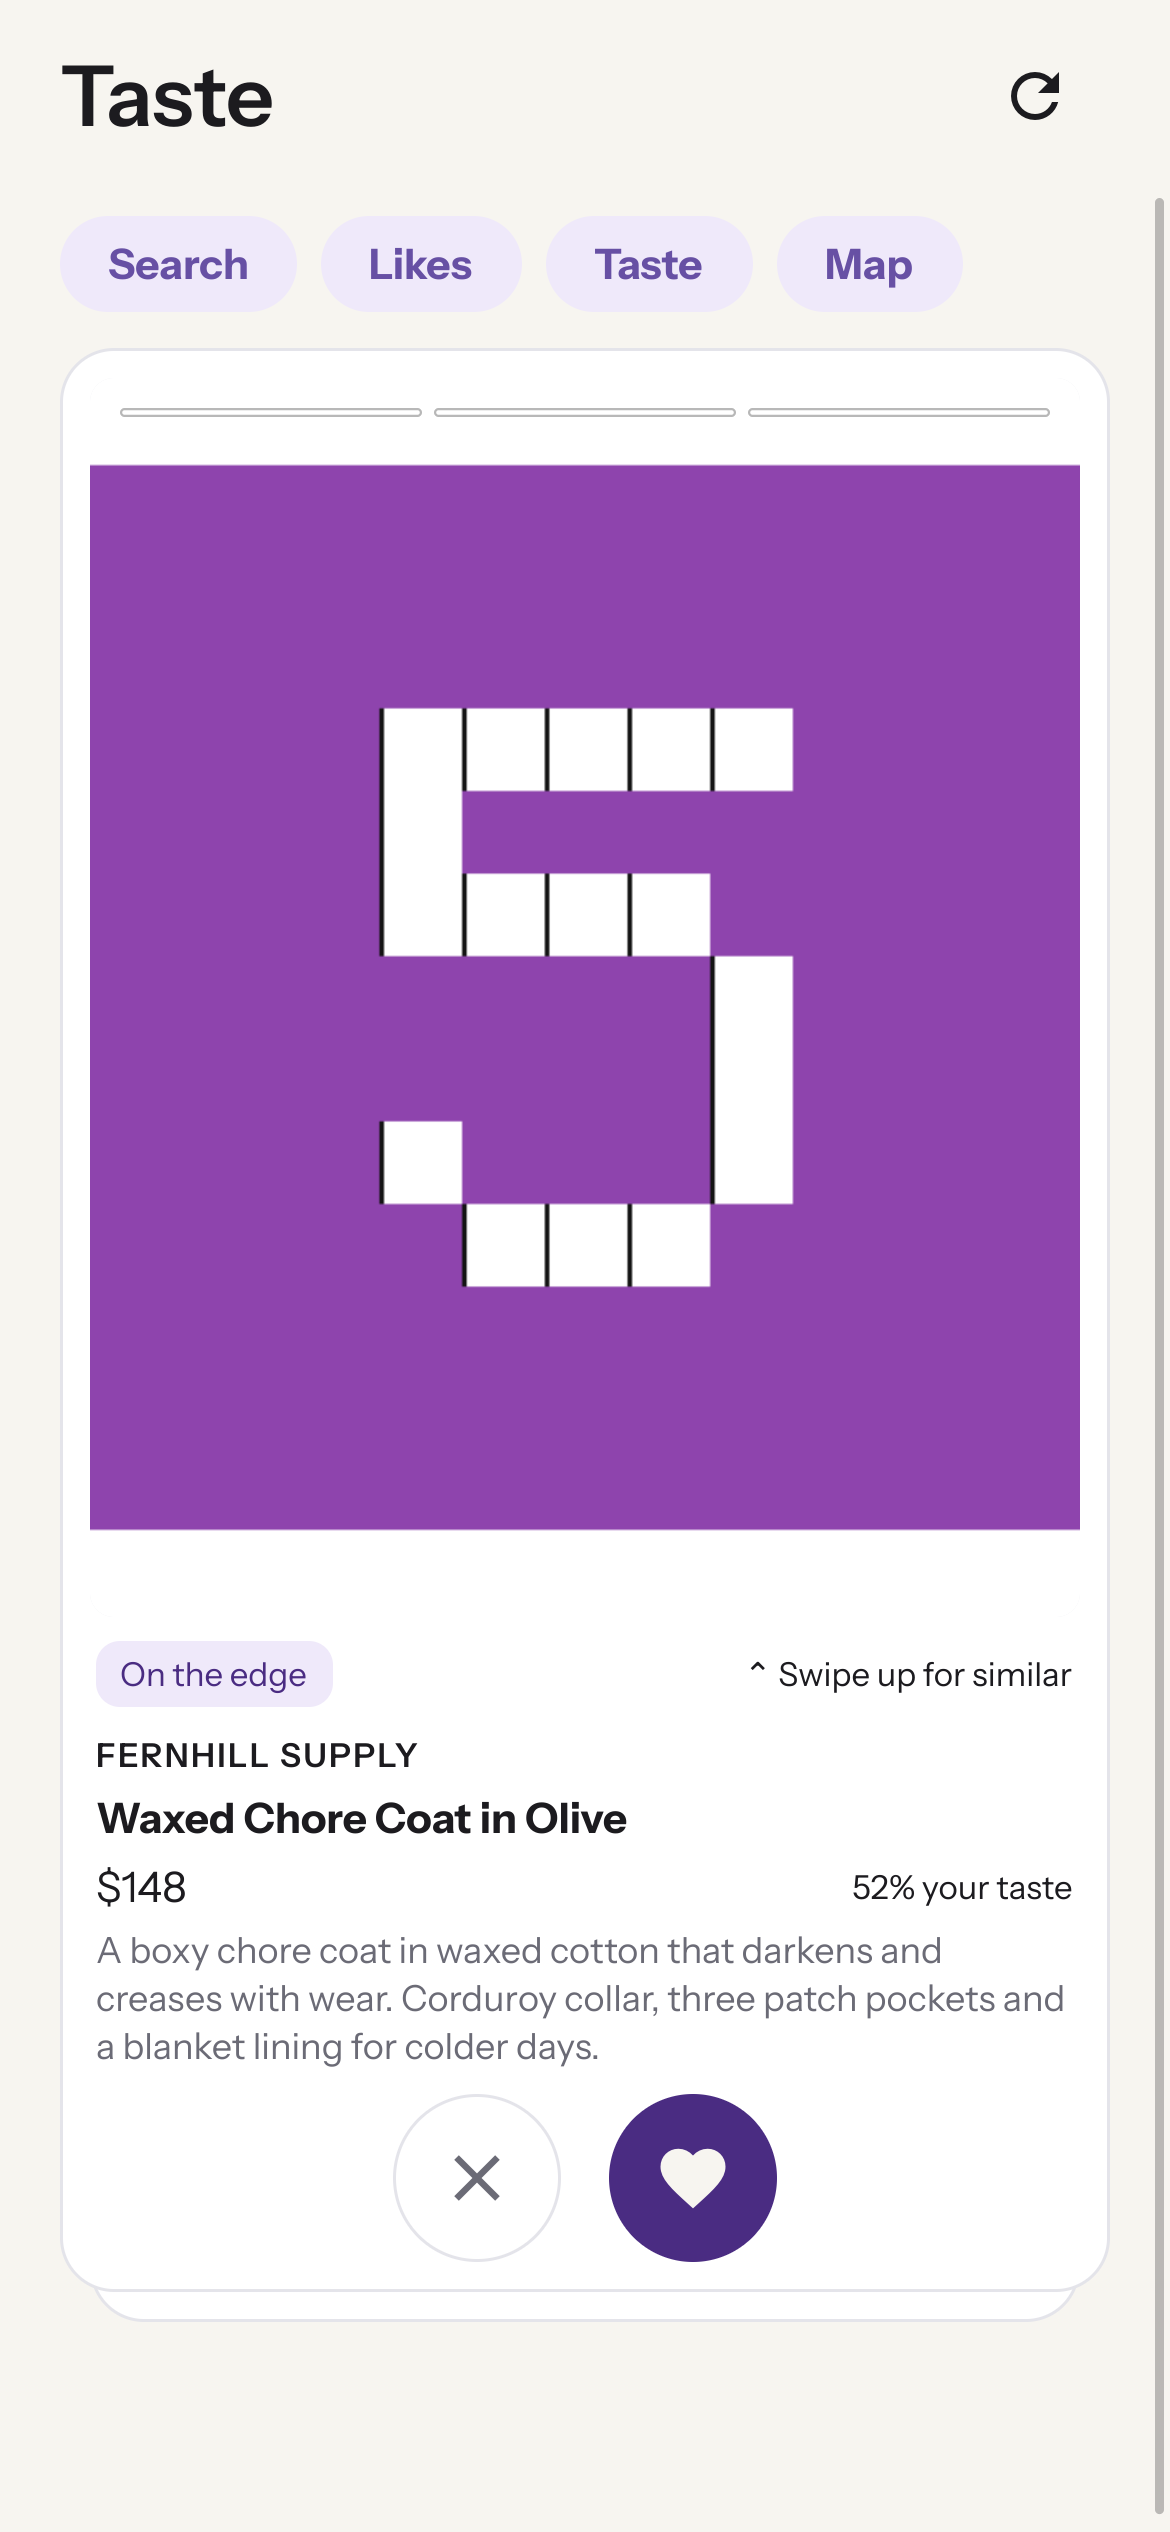 Taste
Search
Likes
Taste
Map
5
On the edge
⌃ Swipe up for similar
FERNHILL SUPPLY
Waxed Chore Coat in Olive
$148
52% your taste
A boxy chore coat in waxed cotton that darkens and
creases with wear. Corduroy collar, three patch pockets and
a blanket lining for colder days.